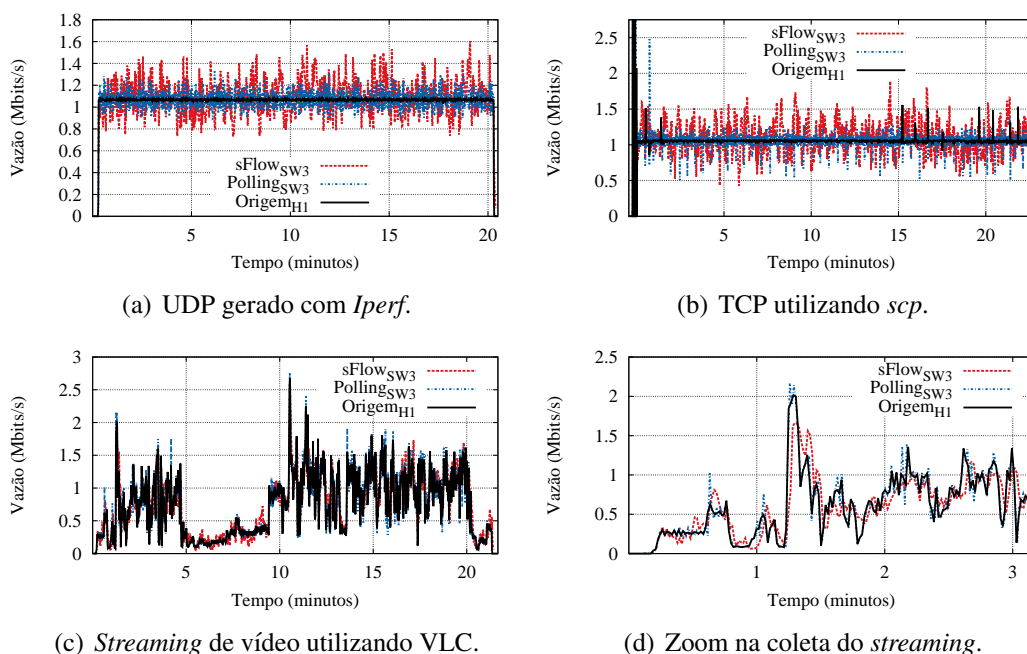 Vazão (Mbits/s)
1.8
1.6
1.4
1.2
1
0.8
0.6
0.4
0.2
0
5
10
15
20
sFlowSW3
PollingSW3
OrigemH1
Tempo (minutos)
(a) UDP gerado com Iperf.
Vazão (Mbits/s)
2.5
2
1.5
1
0.5
0
5
10
15
20
sFlowSW3
PollingSW3
OrigemH1
Tempo (minutos)
(b) TCP utilizando scp.
Vazão (Mbits/s)
3
2.5
2
1.5
1
0.5
0
5
10
15
20
sFlowSW3
PollingSW3
OrigemH1
Tempo (minutos)
(c) Streaming de vídeo utilizando VLC.
Vazão (Mbits/s)
2.5
2
1.5
1
0.5
0
1
2
3
sFlowSW3
PollingSW3
OrigemH1
Tempo (minutos)
(d) Zoom na coleta do streaming.